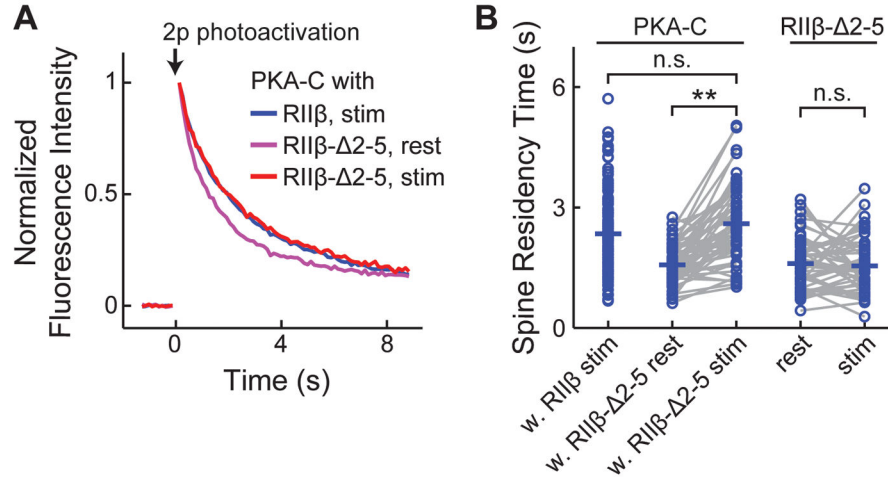 A
2p photoactivation
PKA-C with
RIIβ, stim
RIIβ-Δ2-5, rest
RIIβ-Δ2-5, stim
Normalized
Fluorescence Intensity
1
0.5
0
0
4
8
Time (s)
B
PKA-C
RIIβ-Δ2-5
n.s.
**
n.s.
Spine Residency Time (s)
6
3
0
w. RIIβ stim
w. RIIβ-Δ2-5 rest
w. RIIβ-Δ2-5 stim
rest
stim